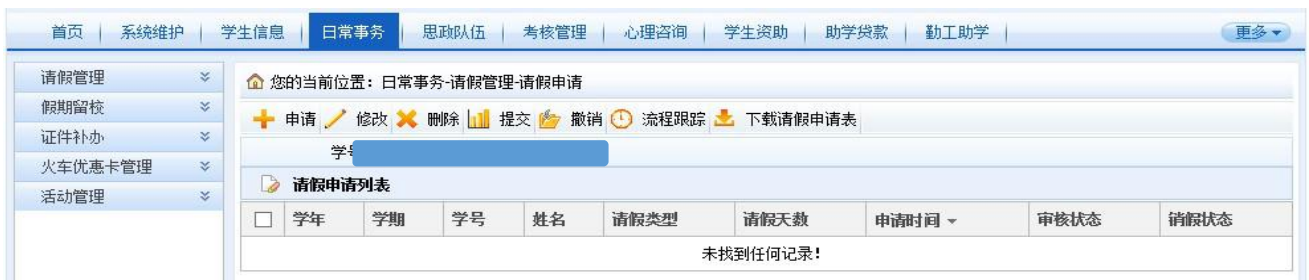 首页 系统维护 学生信息 日常事务 思政队伍 考核管理 心理咨询 学生资助 助学贷款 勤工助学 更多
请假管理
假期留校
证件补办
火车优惠卡管理
活动管理
您的当前位置：日常事务-请假管理-请假申请
申请 修改 删除 提交 撤销 流程跟踪 下载请假申请表
学号
请假申请列表
学年 学期 学号 姓名 请假类型 请假天数 申请时间 审核状态 销假状态
未找到任何记录！